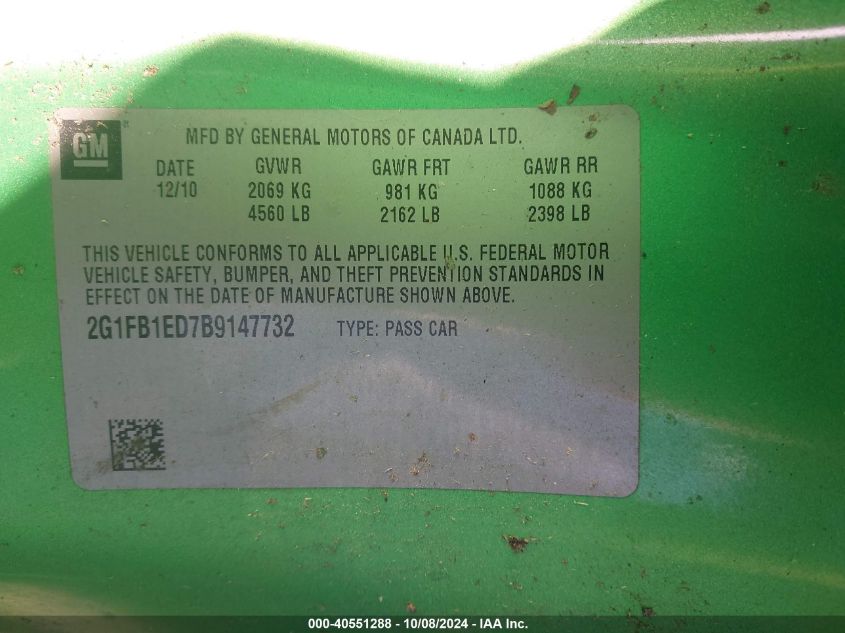 GM
MFD BY GENERAL MOTORS OF CANADA LTD.
DATE GVWR GAWR FRT GAWR RR
12/10 2069 KG 981 KG 1088 KG
4560 LB 2162 LB 2398 LB
THIS VEHICLE CONFORMS TO ALL APPLICABLE U.S. FEDERAL MOTOR
VEHICLE SAFETY, BUMPER, AND THEFT PREVENTION STANDARDS IN
EFFECT ON THE DATE OF MANUFACTURE SHOWN ABOVE.
2G1FB1ED7B9147732 TYPE: PASS CAR
000-40551288 - 10/08/2024 - IAA Inc.